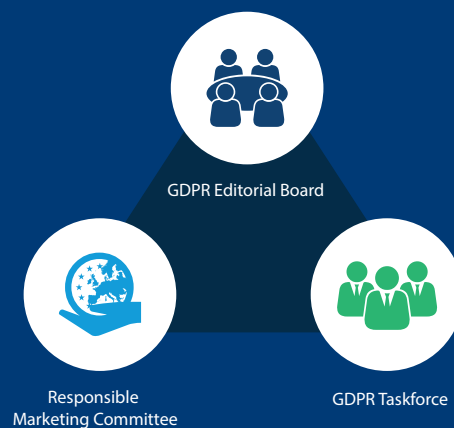 GDPR Editorial Board
Responsible
Marketing Committee
GDPR Taskforce